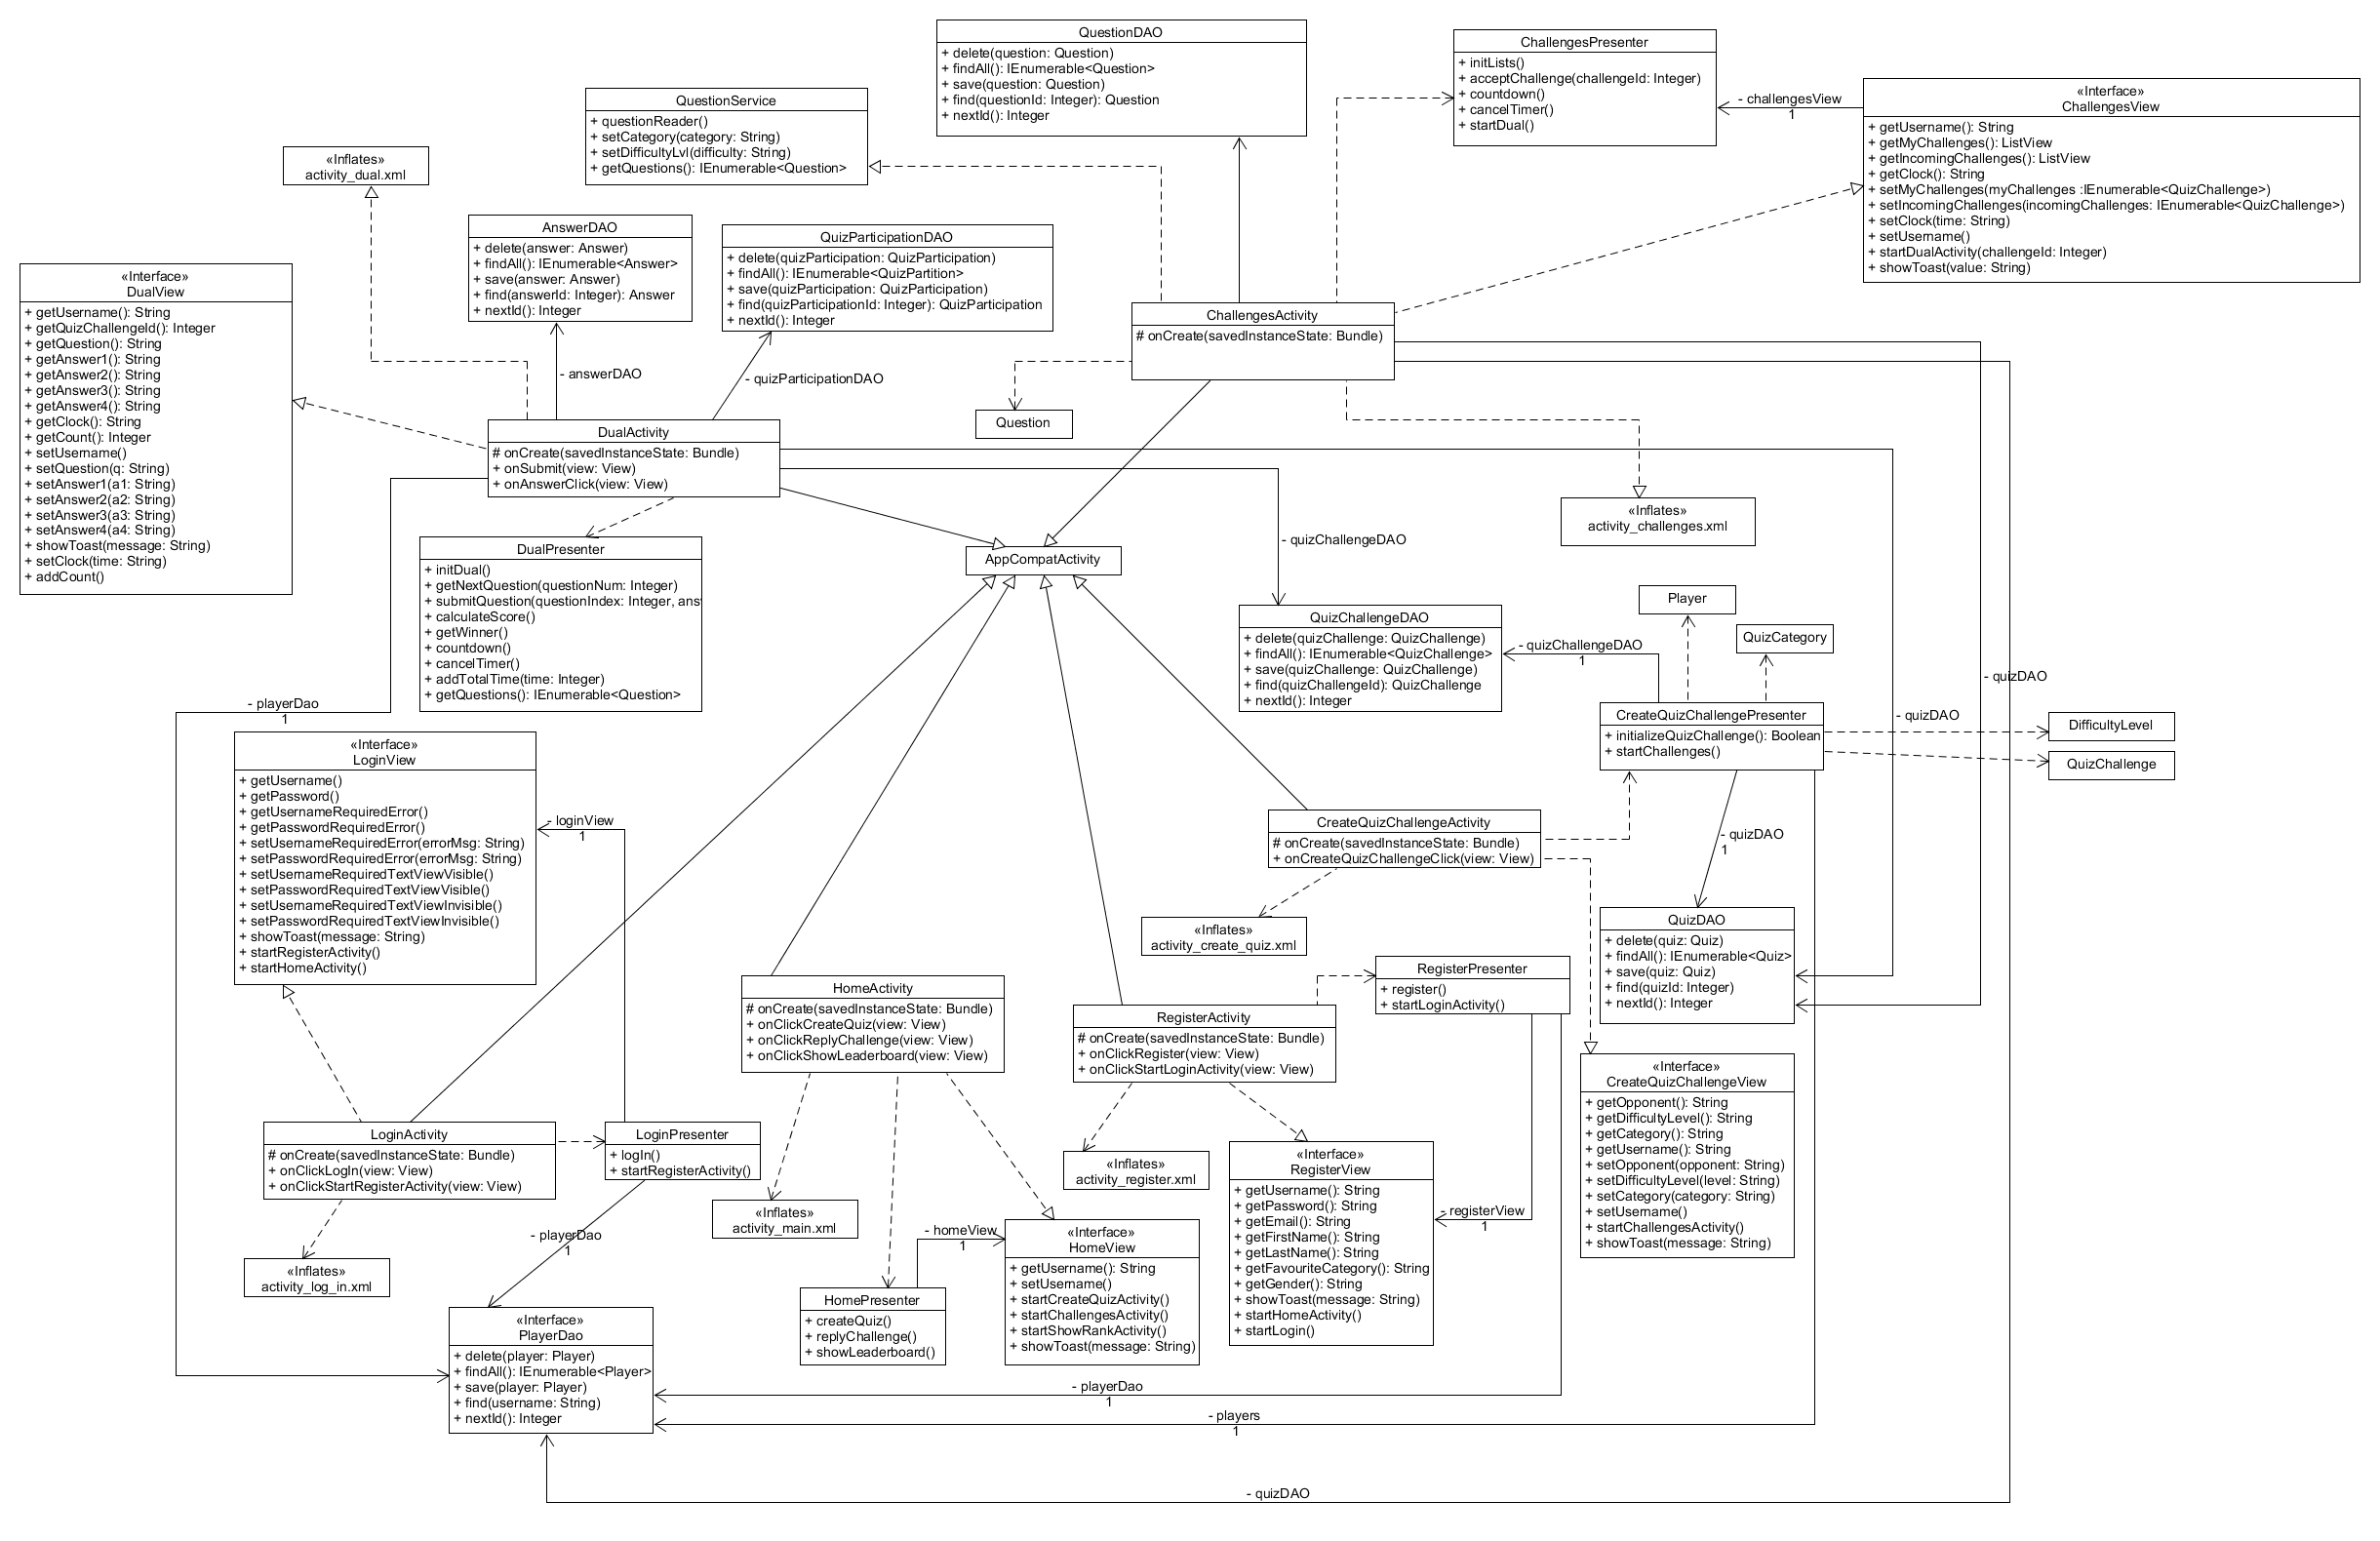 QuestionDAO
+ delete(question: Question)
+ findAll(): IEnumerable<Question>
+ save(question: Question)
+ find(questionId: Integer): Question
+ nextId(): Integer
ChallengesPresenter
+ initLists()
+ acceptChallenge(challengeId: Integer)
+ countdown()
+ cancelTimer()
+ startDual()
- challengesView
1
«Interface»
ChallengesView
+ getUsername(): String
+ getMyChallenges(): ListView
+ getIncomingChallenges(): ListView
+ getClock(): String
+ setMyChallenges(myChallenges :IEnumerable<QuizChallenge>)
+ setIncomingChallenges(incomingChallenges: IEnumerable<QuizChallenge>)
+ setClock(time: String)
+ setUsername()
+ startDualActivity(challengeId: Integer)
+ showToast(value: String)
QuestionService
+ questionReader()
+ setCategory(category: String)
+ setDifficultyLvl(difficulty: String)
+ getQuestions(): IEnumerable<Question>
«Inflates»
activity_dual.xml
AnswerDAO
+ delete(answer: Answer)
+ findAll(): IEnumerable<Answer>
+ save(answer: Answer)
+ find(answerId: Integer): Answer
+ nextId(): Integer
QuizParticipationDAO
+ delete(quizParticipation: QuizParticipation)
+ findAll(): IEnumerable<QuizPartition>
+ save(quizParticipation: QuizParticipation)
+ find(quizParticipationId: Integer): QuizParticipation
+ nextId(): Integer
«Interface»
DualView
+ getUsername(): String
+ getQuizChallengeId(): Integer
+ getQuestion(): String
+ getAnswer1(): String
+ getAnswer2(): String
+ getAnswer3(): String
+ getAnswer4(): String
+ getClock(): String
+ getCount(): Integer
+ setUsername()
+ setQuestion(q: String)
+ setAnswer1(a1: String)
+ setAnswer2(a2: String)
+ setAnswer3(a3: String)
+ setAnswer4(a4: String)
+ showToast(message: String)
+ setClock(time: String)
+ addCount()
ChallengesActivity
# onCreate(savedInstanceState: Bundle)
- answerDAO
- quizParticipationDAO
Question
DualActivity
# onCreate(savedInstanceState: Bundle)
+ onSubmit(view: View)
+ onAnswerClick(view: View)
«Inflates»
activity_challenges.xml
DualPresenter
+ initDual()
+ getNextQuestion(questionNum: Integer)
+ submitQuestion(questionIndex: Integer, ans
+ calculateScore()
+ getWinner()
+ countdown()
+ cancelTimer()
+ addTotalTime(time: Integer)
+ getQuestions(): IEnumerable<Question>
- quizChallengeDAO
AppCompatActivity
QuizChallengeDAO
+ delete(quizChallenge: QuizChallenge)
+ findAll(): IEnumerable<QuizChallenge>
+ save(quizChallenge: QuizChallenge)
+ find(quizChallengeId): QuizChallenge
+ nextId(): Integer
- quizChallengeDAO
1
Player
QuizCategory
- quizDAO
- quizDAO
CreateQuizChallengePresenter
+ initializeQuizChallenge(): Boolean
+ startChallenges()
DifficultyLevel
QuizChallenge
- playerDao
1
«Interface»
LoginView
+ getUsername()
+ getPassword()
+ getUsernameRequiredError()
+ getPasswordRequiredError()
+ setUsernameRequiredError(errorMsg: String)
+ setPasswordRequiredError(errorMsg: String)
+ setUsernameRequiredTextViewVisible()
+ setPasswordRequiredTextViewVisible()
+ setUsernameRequiredTextViewInvisible()
+ setPasswordRequiredTextViewInvisible()
+ showToast(message: String)
+ startRegisterActivity()
+ startHomeActivity()
- loginView
1
CreateQuizChallengeActivity
# onCreate(savedInstanceState: Bundle)
+ onCreateQuizChallengeClick(view: View)
- quizDAO
1
«Inflates»
activity_create_quiz.xml
QuizDAO
+ delete(quiz: Quiz)
+ findAll(): IEnumerable<Quiz>
+ save(quiz: Quiz)
+ find(quizId: Integer)
+ nextId(): Integer
HomeActivity
# onCreate(savedInstanceState: Bundle)
+ onClickCreateQuiz(view: View)
+ onClickReplyChallenge(view: View)
+ onClickShowLeaderboard(view: View)
RegisterActivity
# onCreate(savedInstanceState: Bundle)
+ onClickRegister(view: View)
+ onClickStartLoginActivity(view: View)
RegisterPresenter
+ register()
+ startLoginActivity()
«Interface»
CreateQuizChallengeView
+ getOpponent(): String
+ getDifficultyLevel(): String
+ getCategory(): String
+ getUsername(): String
+ setOpponent(opponent: String)
+ setDifficultyLevel(level: String)
+ setCategory(category: String)
+ setUsername()
+ startChallengesActivity()
+ showToast(message: String)
LoginActivity
# onCreate(savedInstanceState: Bundle)
+ onClickLogIn(view: View)
+ onClickStartRegisterActivity(view: View)
LoginPresenter
+ logIn()
+ startRegisterActivity()
«Inflates»
activity_register.xml
«Interface»
RegisterView
+ getUsername(): String
+ getPassword(): String
+ getEmail(): String
+ getFirstName(): String
+ getLastName(): String
+ getFavouriteCategory(): String
+ getGender(): String
+ showToast(message: String)
+ startHomeActivity()
+ startLogin()
- registerView
1
«Inflates»
activity_main.xml
- playerDao
1
- homeView
1
«Interface»
HomeView
+ getUsername(): String
+ setUsername()
+ startCreateQuizActivity()
+ startChallengesActivity()
+ startShowRankActivity()
+ showToast(message: String)
«Inflates»
activity_log_in.xml
HomePresenter
+ createQuiz()
+ replyChallenge()
+ showLeaderboard()
«Interface»
PlayerDao
+ delete(player: Player)
+ findAll(): IEnumerable<Player>
+ save(player: Player)
+ find(username: String)
+ nextId(): Integer
- playerDao
1
- players
1
- quizDAO